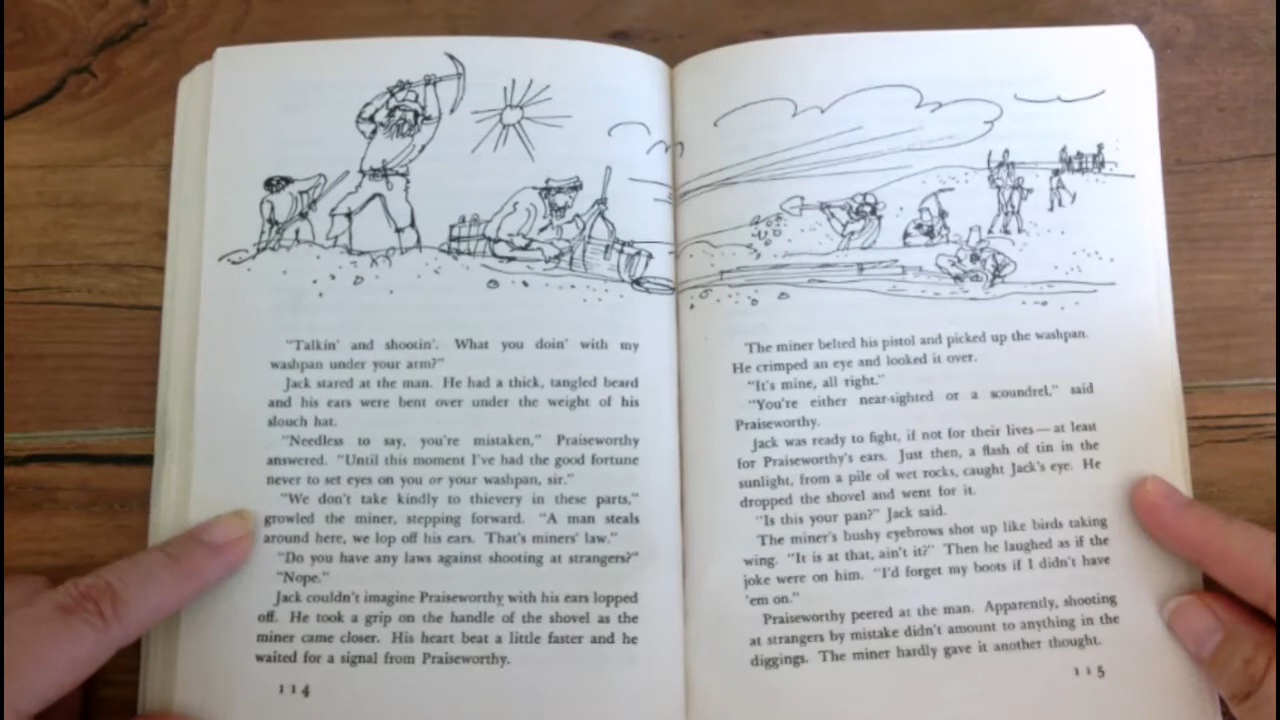 "Talkin' and shootin'. What you doin' with my
washpan under your arm?"
Jack stared at the man. He had a thick, tangled beard
and his ears were bent over under the weight of his
slouch hat.
"Needless to say, you're mistaken," Praiseworthy
answered. "Until this moment I've had the good fortune
never to set eyes on you or your washpan, sir."
"We don't take kindly to thievery in these parts,"
growled the miner, stepping forward. "A man steals
around here, we lop off his ears. That's miners' law."
"Do you have any laws against shooting at strangers?"
"Nope."
Jack couldn't imagine Praiseworthy with his ears lopped
off. He took a grip on the handle of the shovel as the
miner came closer. His heart beat a little faster and he
waited for a signal from Praiseworthy.
114
The miner belted his pistol and picked up the washpan.
He crimped an eye and looked it over.
"It's mine, all right."
"You're either near-sighted or a scoundrel," said
Praiseworthy.
Jack was ready to fight, if not for their lives—at least
for Praiseworthy's ears. Just then, a flash of tin in the
sunlight, from a pile of wet rocks, caught Jack's eye. He
dropped the shovel and went for it.
"Is this your pan?" Jack said.
The miner's bushy eyebrows shot up like birds taking
wing. "It is at that, ain't it?" Then he laughed as if the
joke were on him. "I'd forget my boots if I didn't have
'em on."
Praiseworthy peered at the man. Apparently, shooting
at strangers by mistake didn't amount to anything in the
diggings. The miner hardly gave it another thought.
115